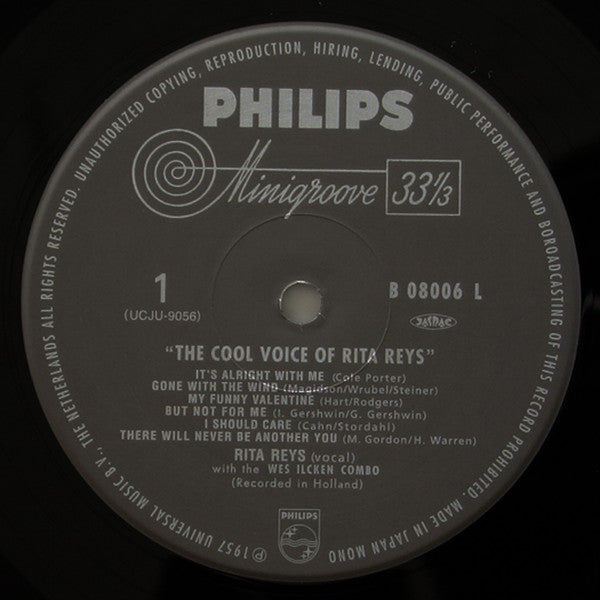 ℗ 1957 UNIVERSAL MUSIC B.V., THE NETHERLANDS ALL RIGHTS RESERVED. UNAUTHORIZED COPYING, REPRODUCTION, HIRING, LENDING, PUBLIC PERFORMANCE AND BOROADCASTING OF THIS RECORD PROHIBITED. MADE IN JAPAN MONO
PHILIPS
Minigroove 33⅓
1 B 08006 L
(UCJU-9056) JASRAC
"THE COOL VOICE OF RITA REYS"
IT'S ALRIGHT WITH ME (Cole Porter)
GONE WITH THE WIND (Magidson/Wrubel/Steiner)
MY FUNNY VALENTINE (Hart/Rodgers)
BUT NOT FOR ME (I. Gershwin/G. Gershwin)
I SHOULD CARE (Cahn/Stordahl)
THERE WILL NEVER BE ANOTHER YOU (M. Gordon/H. Warren)
RITA REYS (vocal)
with the WES ILCKEN COMBO
(Recorded in Holland)
PHILIPS